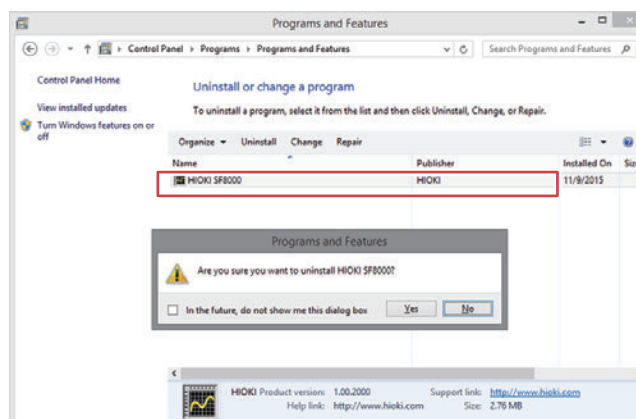 Programs and Features
Control Panel ▸ Programs ▸ Programs and Features
Search Programs and Features
Control Panel Home
View installed updates
Turn Windows features on or
off
Uninstall or change a program
To uninstall a program, select it from the list and then click Uninstall, Change, or Repair.
Organize Uninstall Change Repair
Name Publisher Installed On Siz
HIOKI SF8000 HIOKI 11/9/2015
Programs and Features
Are you sure you want to uninstall HIOKI SF8000?
In the future, do not show me this dialog box Yes No
HIOKI Product version: 1.00.2000 Support link: http://www.hioki.com
Help link: http://www.hioki.com Size: 2.76 MB